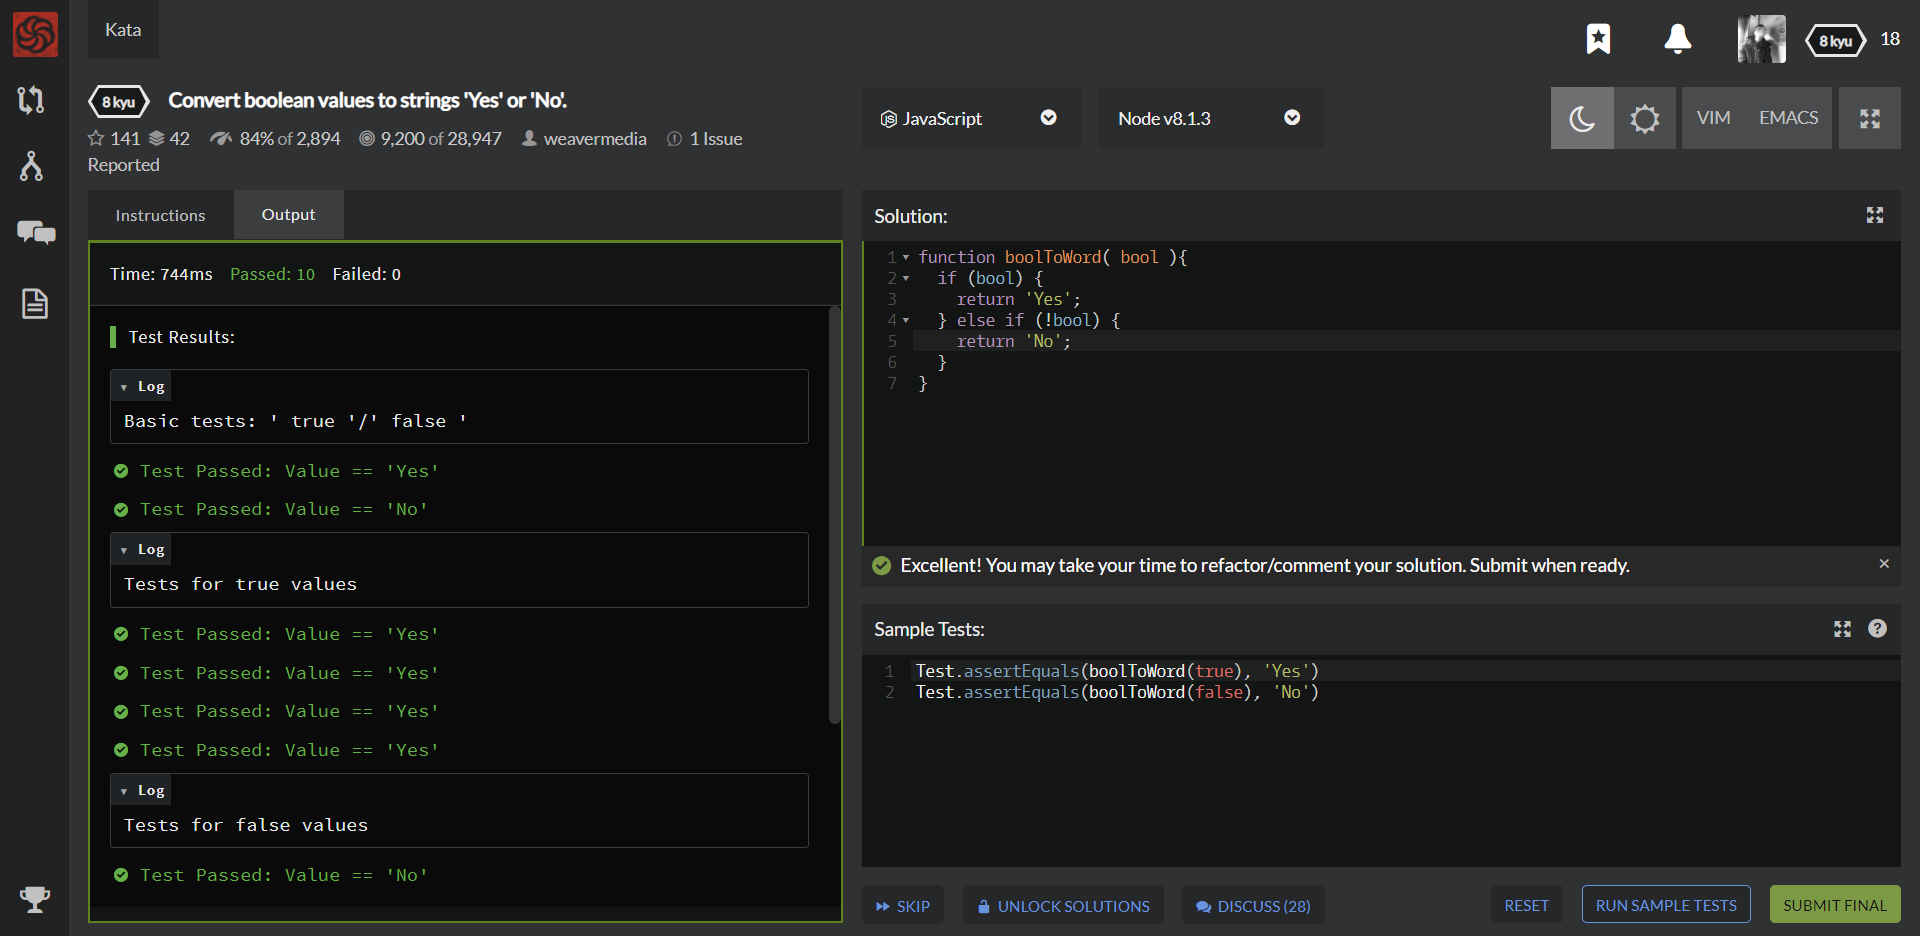 Kata
8 kyu
18
8 kyu Convert boolean values to strings 'Yes' or 'No'.
141 42 84% of 2,894 9,200 of 28,947 weavermedia 1 Issue
Reported
JavaScript
Node v8.1.3
VIM EMACS
Instructions Output
Time: 744ms Passed: 10 Failed: 0
Test Results:
Log
Basic tests: ' true '/' false '
Test Passed: Value == 'Yes'
Test Passed: Value == 'No'
Log
Tests for true values
Test Passed: Value == 'Yes'
Test Passed: Value == 'Yes'
Test Passed: Value == 'Yes'
Test Passed: Value == 'Yes'
Log
Tests for false values
Test Passed: Value == 'No'
Solution:
1 function boolToWord( bool ){
2 if (bool) {
3 return 'Yes';
4 } else if (!bool) {
5 return 'No';
6 }
7 }
Excellent! You may take your time to refactor/comment your solution. Submit when ready.
Sample Tests:
1 Test.assertEquals(boolToWord(true), 'Yes')
2 Test.assertEquals(boolToWord(false), 'No')
SKIP UNLOCK SOLUTIONS DISCUSS (28) RESET RUN SAMPLE TESTS SUBMIT FINAL